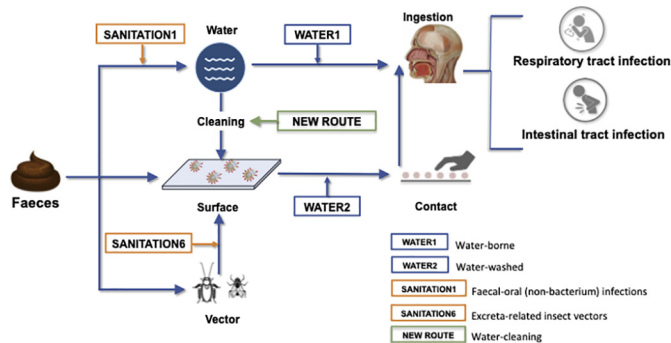 Ingestion
SANITATION1
Water
WATER1
Respiratory tract infection
Cleaning
NEW ROUTE
Intestinal tract infection
Faeces
Surface
WATER2
Contact
SANITATION6
Vector
WATER1 Water-borne
WATER2 Water-washed
SANITATION1 Faecal-oral (non-bacterium) infections
SANITATION6 Excreta-related insect vectors
NEW ROUTE Water-cleaning